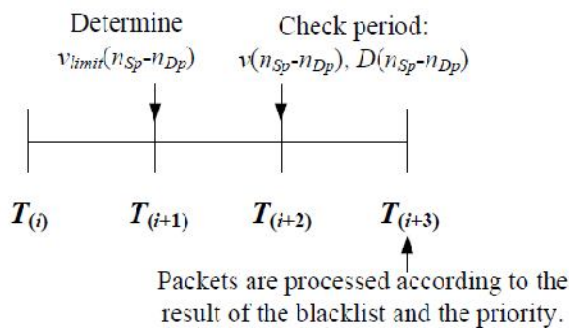 Determine
v_limit(n_Sp-n_Dp)
Check period:
v(n_Sp-n_Dp), D(n_Sp-n_Dp)
T_(i) T_(i+1) T_(i+2) T_(i+3)
Packets are processed according to the
result of the blacklist and the priority.